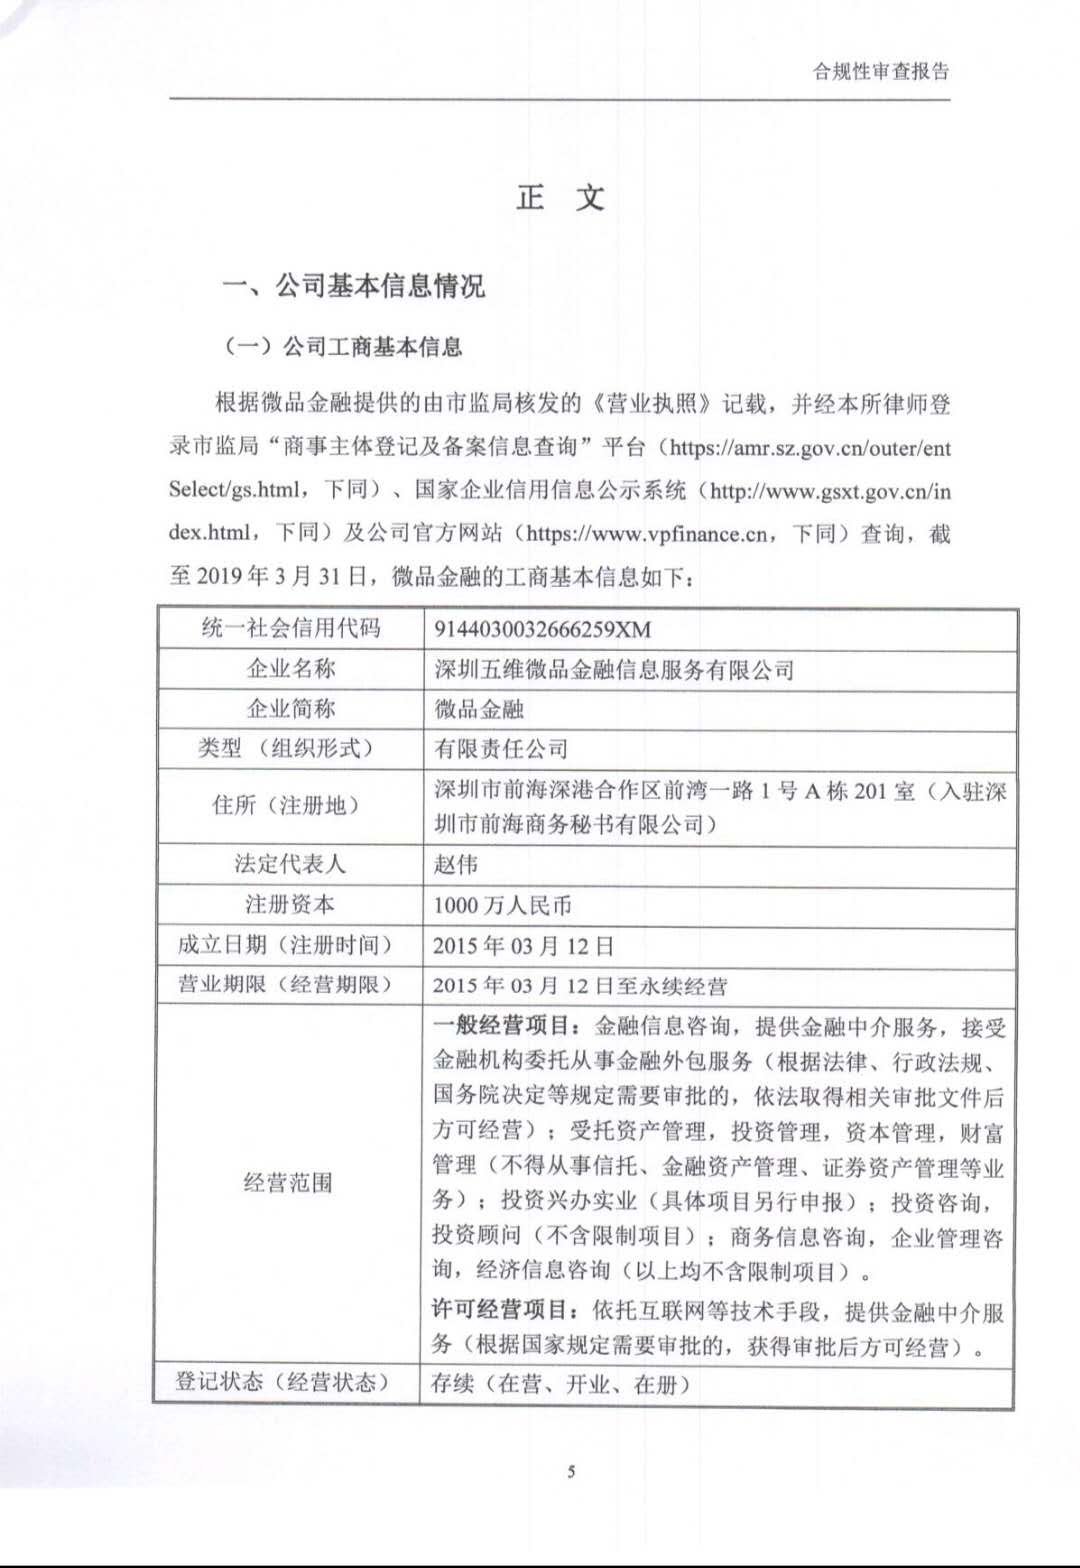 合规性审查报告
正 文
一、公司基本信息情况
（一）公司工商基本信息
根据微品金融提供的由市监局核发的《营业执照》记载，并经本所律师登
录市监局“商事主体登记及备案信息查询”平台（https://amr.sz.gov.cn/outer/ent
Select/gs.html，下同）、国家企业信用信息公示系统（http://www.gsxt.gov.cn/in
dex.html，下同）及公司官方网站（https://www.vpfinance.cn，下同）查询，截
至 2019 年 3 月 31 日，微品金融的工商基本信息如下：
统一社会信用代码 9144030032666259XM
企业名称 深圳五维微品金融信息服务有限公司
企业简称 微品金融
类型 （组织形式） 有限责任公司
住所（注册地） 深圳市前海深港合作区前湾一路 1 号 A 栋 201 室（入驻深
圳市前海商务秘书有限公司）
法定代表人 赵伟
注册资本 1000 万人民币
成立日期（注册时间） 2015 年 03 月 12 日
营业期限（经营期限） 2015 年 03 月 12 日至永续经营
经营范围
一般经营项目：金融信息咨询，提供金融中介服务，接受
金融机构委托从事金融外包服务（根据法律、行政法规、
国务院决定等规定需要审批的，依法取得相关审批文件后
方可经营）；受托资产管理，投资管理，资本管理，财富
管理（不得从事信托、金融资产管理、证券资产管理等业
务）；投资兴办实业（具体项目另行申报）；投资咨询，
投资顾问（不含限制项目）；商务信息咨询，企业管理咨
询，经济信息咨询（以上均不含限制项目）。
许可经营项目：依托互联网等技术手段，提供金融中介服
务（根据国家规定需要审批的，获得审批后方可经营）。
登记状态（经营状态） 存续（在营、开业、在册）
5